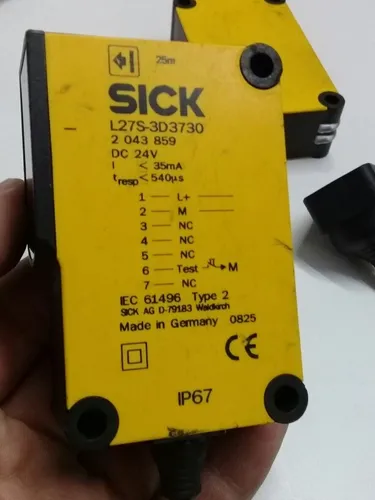 25m
SICK
L27S-3D3730
2 043 859
DC 24V
I < 35mA
tresp < 540µs
1 — L+ —
2 — M —
3 — NC
4 — NC
5 — NC
6 — Test → M
7 — NC
IEC 61496 Type 2
SICK AG D-79183 Waldkirch
Made in Germany 0825
CE
IP67